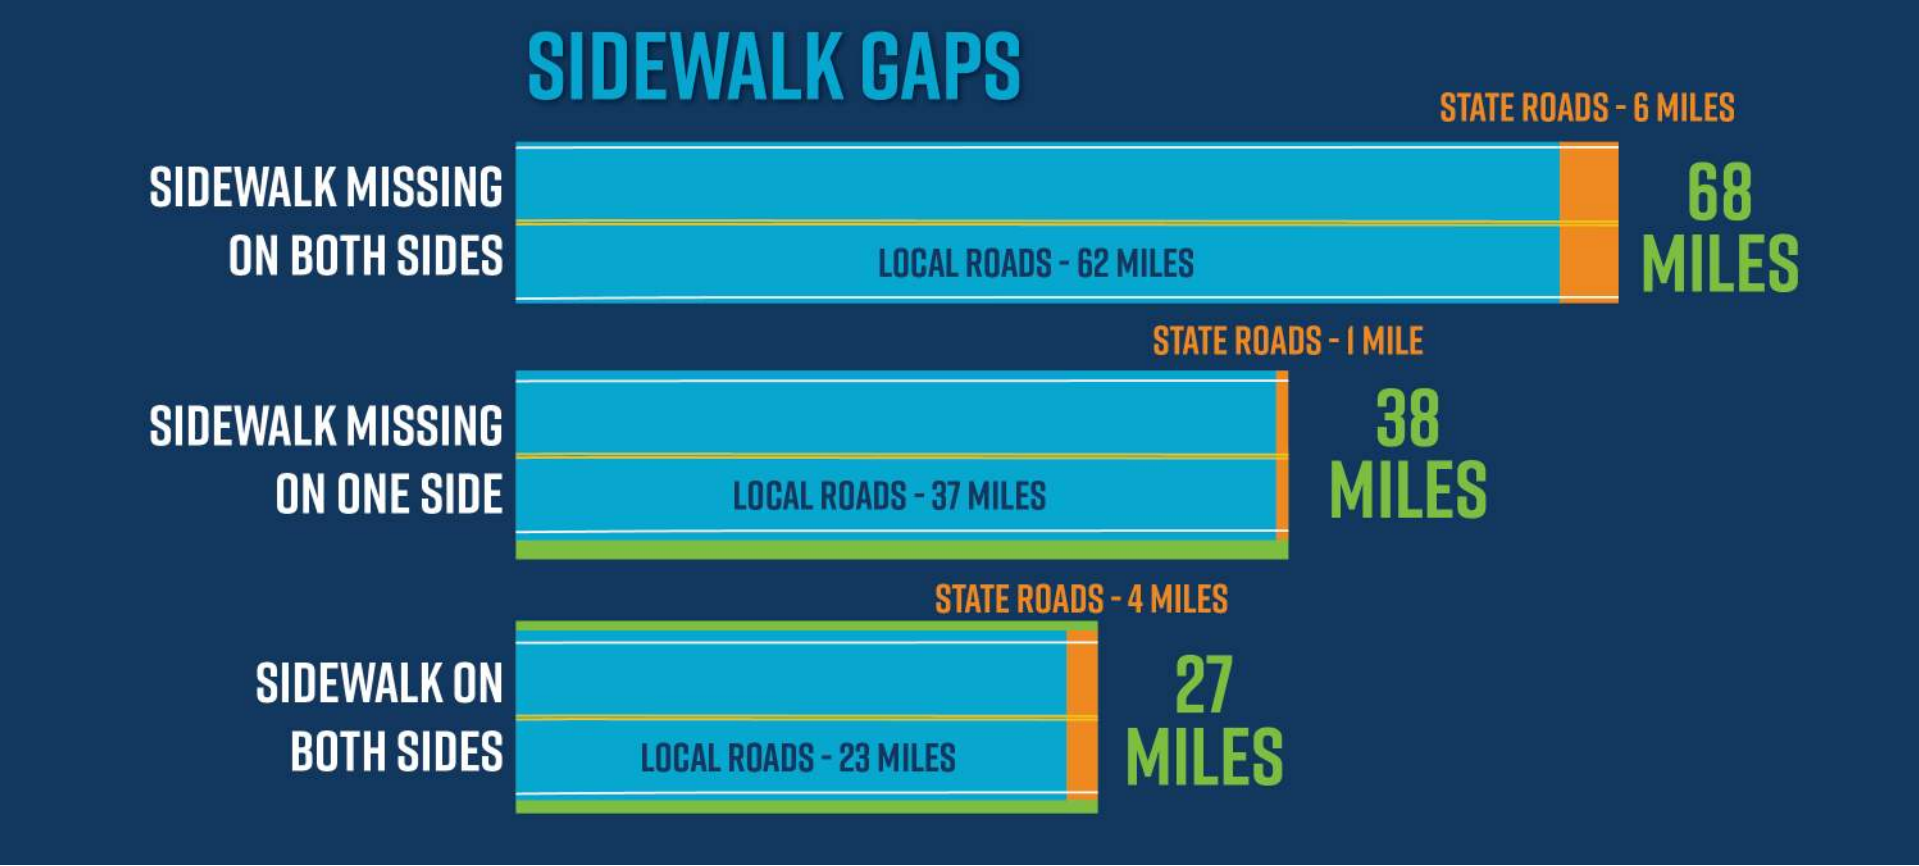 SIDEWALK GAPS
STATE ROADS - 6 MILES
SIDEWALK MISSING
ON BOTH SIDES
LOCAL ROADS - 62 MILES
68
MILES
STATE ROADS - 1 MILE
SIDEWALK MISSING
ON ONE SIDE
LOCAL ROADS - 37 MILES
38
MILES
STATE ROADS - 4 MILES
SIDEWALK ON
BOTH SIDES
LOCAL ROADS - 23 MILES
27
MILES